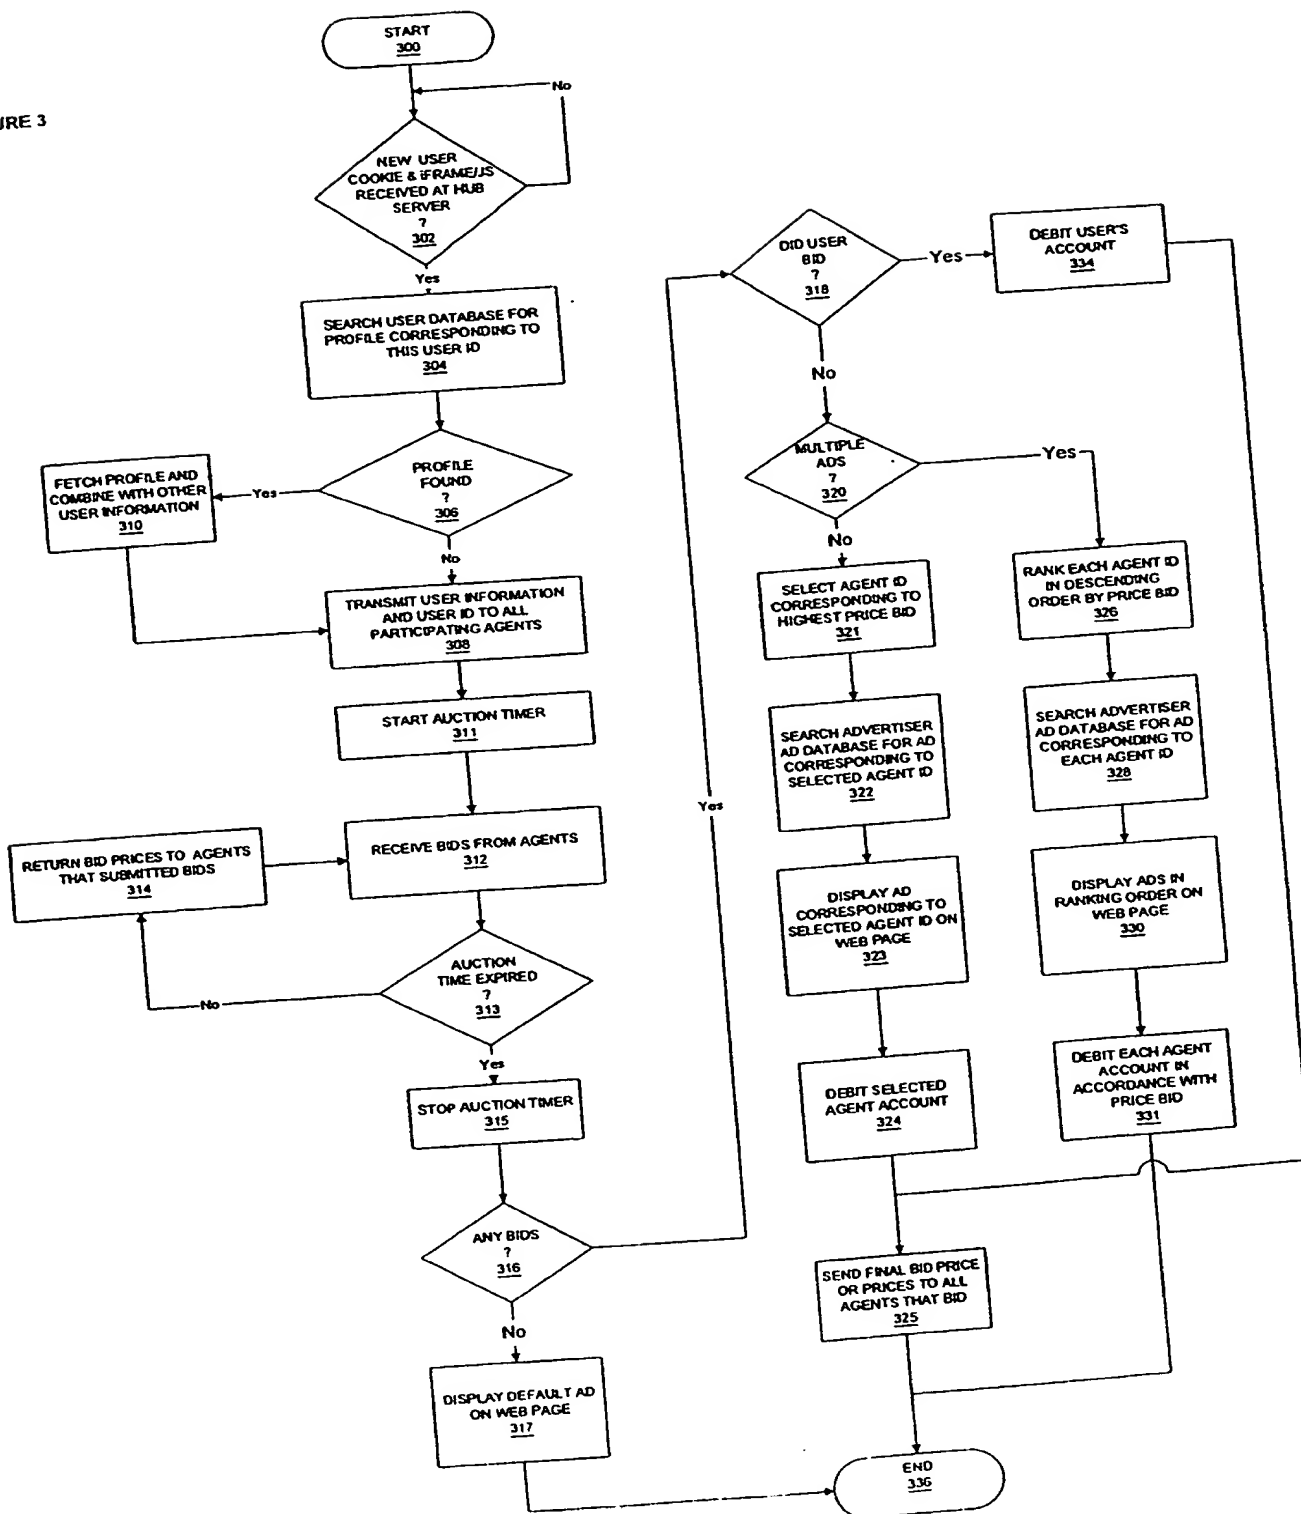 START
300
No
URE 3
NEW USER
COOKIE & iFRAME/JS
RECEIVED AT HUB
SERVER
?
302
Yes
SEARCH USER DATABASE FOR
PROFILE CORRESPONDING TO
THIS USER ID
304
PROFILE
FOUND
?
306
Yes
FETCH PROFILE AND
COMBINE WITH OTHER
USER INFORMATION
310
No
TRANSMIT USER INFORMATION
AND USER ID TO ALL
PARTICIPATING AGENTS
308
START AUCTION TIMER
311
RECEIVE BIDS FROM AGENTS
312
RETURN BID PRICES TO AGENTS
THAT SUBMITTED BIDS
314
AUCTION
TIME EXPIRED
?
313
No
Yes
STOP AUCTION TIMER
315
ANY BIDS
?
316
Yes
No
DISPLAY DEFAULT AD
ON WEB PAGE
317
DID USER
BID
?
318
Yes
DEBIT USER'S
ACCOUNT
334
No
MULTIPLE
ADS
?
320
Yes
No
SELECT AGENT ID
CORRESPONDING TO
HIGHEST PRICE BID
321
SEARCH ADVERTISER
AD DATABASE FOR AD
CORRESPONDING TO
SELECTED AGENT ID
322
DISPLAY AD
CORRESPONDING TO
SELECTED AGENT ID ON
WEB PAGE
323
DEBIT SELECTED
AGENT ACCOUNT
324
RANK EACH AGENT ID
IN DESCENDING
ORDER BY PRICE BID
326
SEARCH ADVERTISER
AD DATABASE FOR AD
CORRESPONDING TO
EACH AGENT ID
328
DISPLAY ADS IN
RANKING ORDER ON
WEB PAGE
330
DEBIT EACH AGENT
ACCOUNT IN
ACCORDANCE WITH
PRICE BID
331
SEND FINAL BID PRICE
OR PRICES TO ALL
AGENTS THAT BID
325
END
336